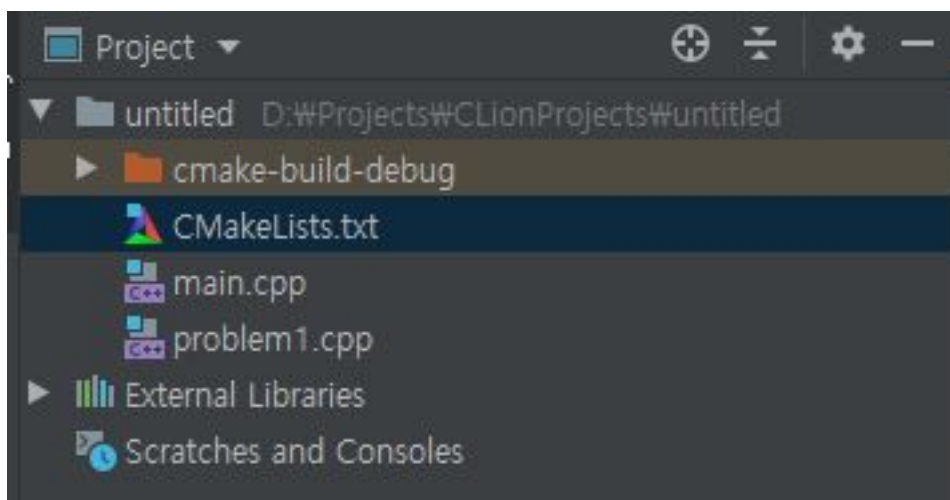 Project
untitled D:₩Projects₩CLionProjects₩untitled
cmake-build-debug
CMakeLists.txt
C++ main.cpp
C++ problem1.cpp
External Libraries
Scratches and Consoles